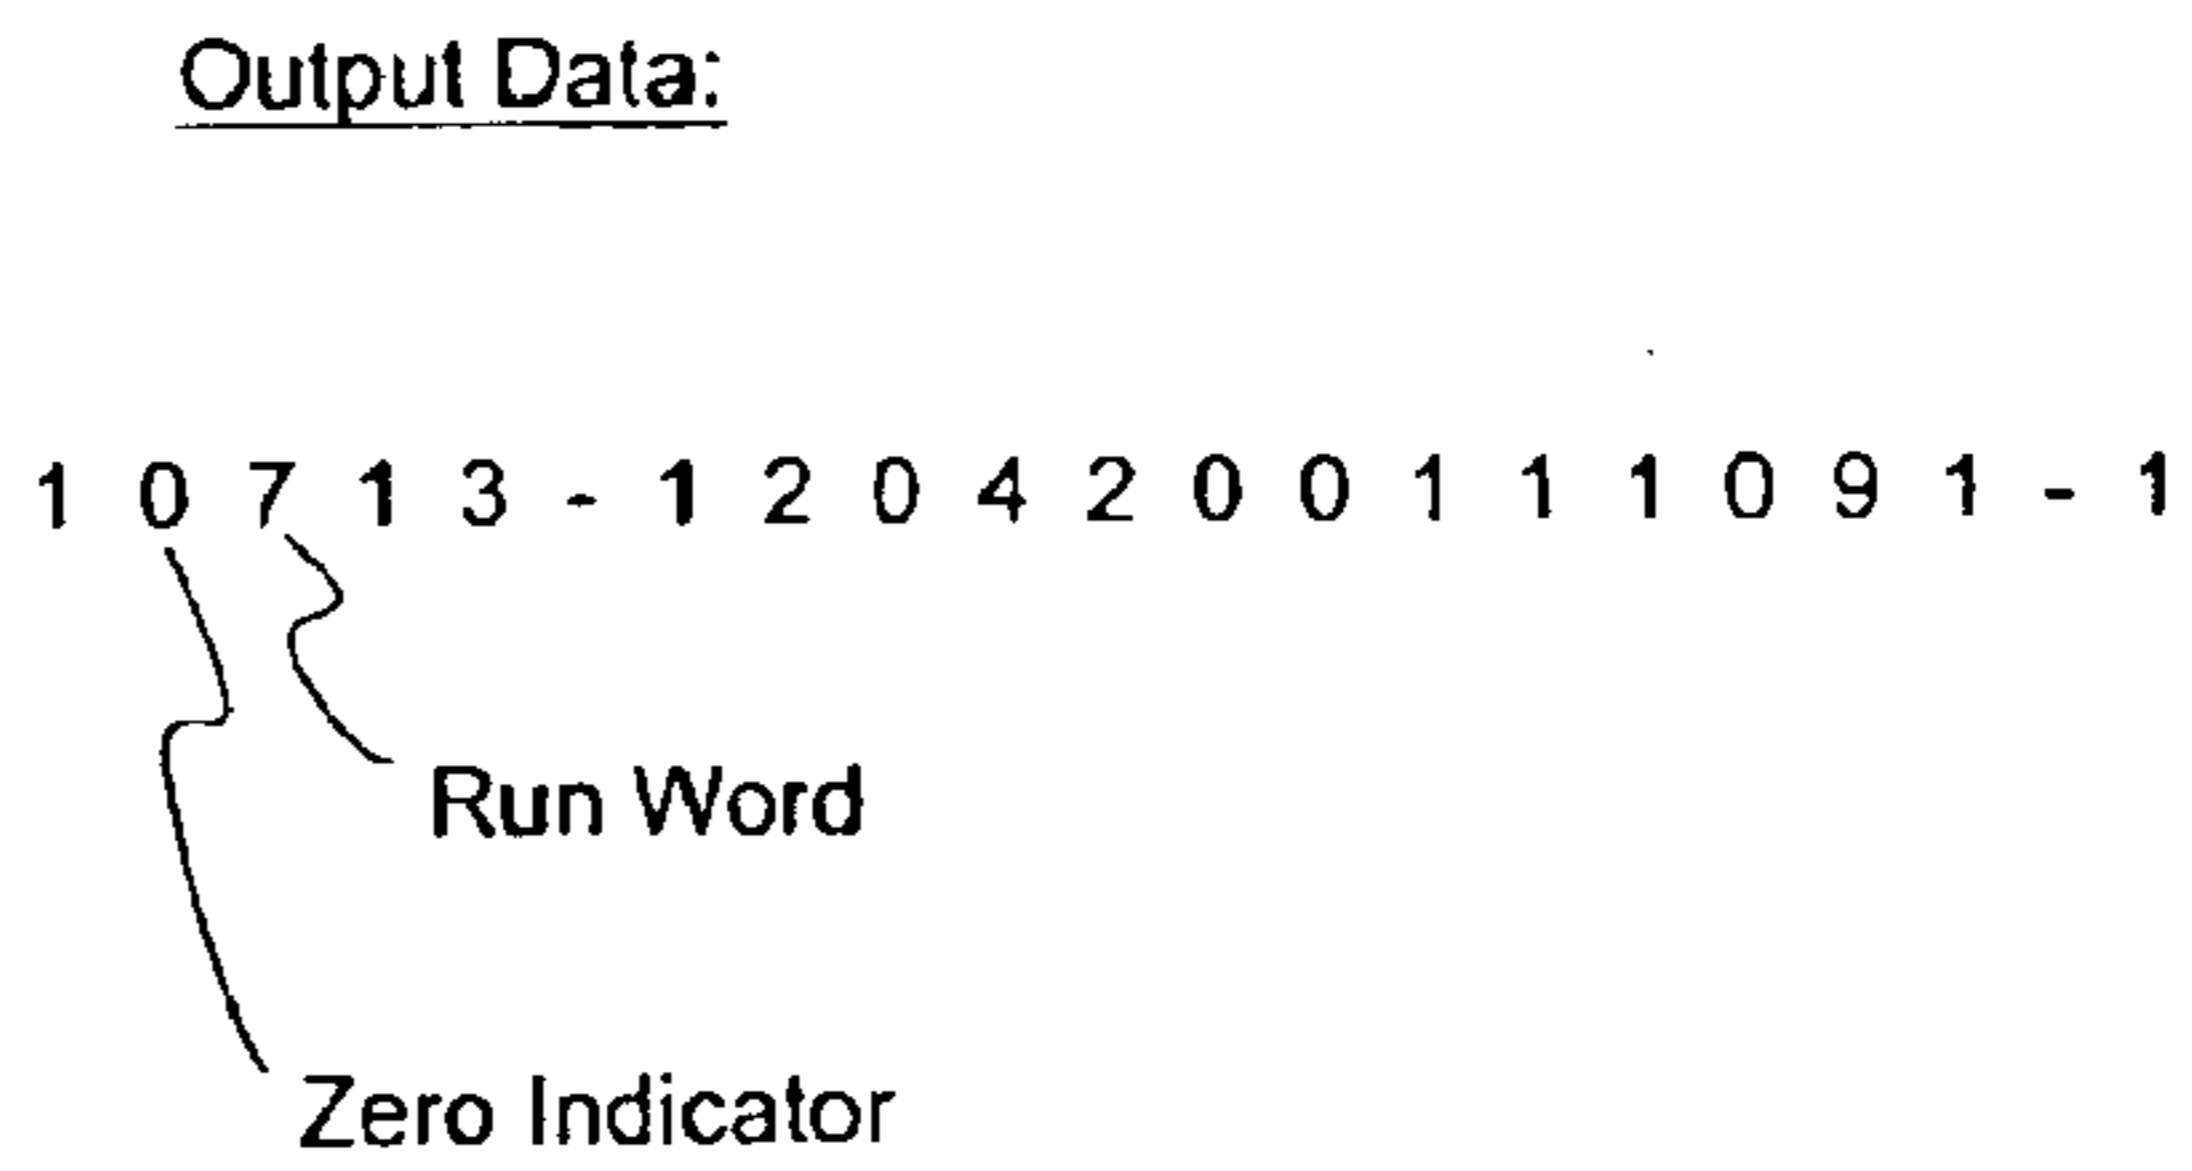 Output Data:
1 0 7 1 3 - 1 2 0 4 2 0 0 1 1 1 0 9 1 - 1
Run Word
Zero Indicator